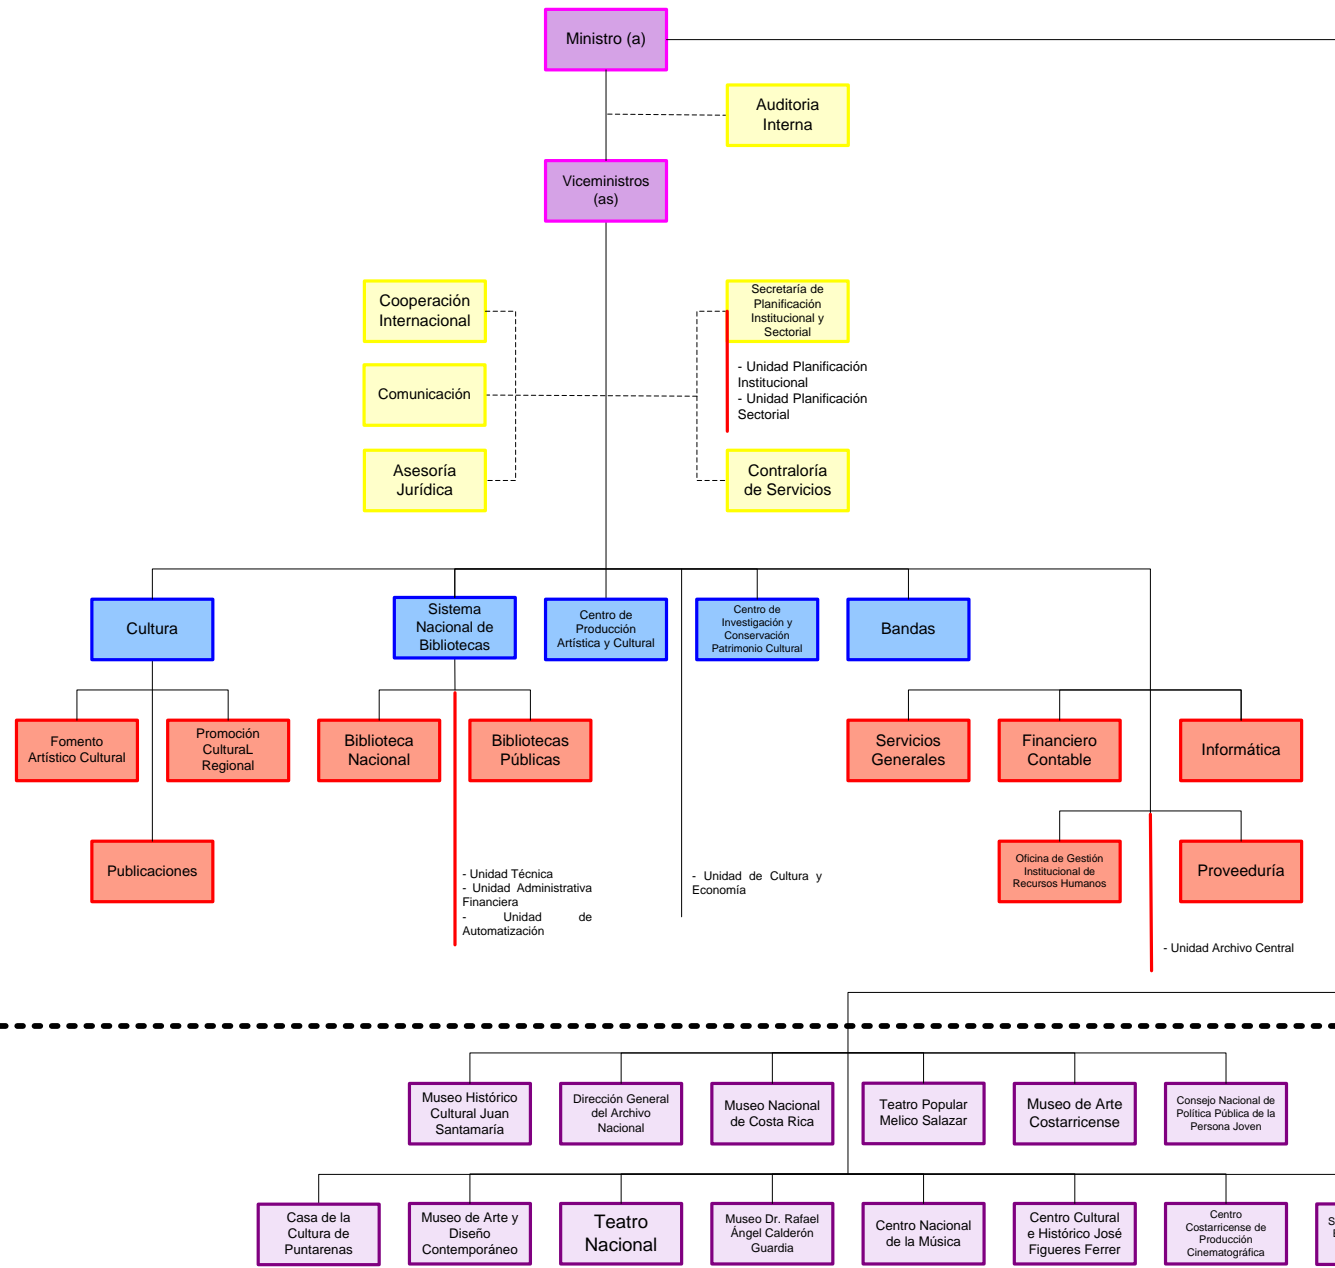 Ministro (a)
Auditoria
Interna
Viceministros
(as)
Cooperación
Internacional
Secretaría de
Planificación
Institucional y
Sectorial
- Unidad Planificación
Institucional
- Unidad Planificación
Sectorial
Comunicación
Asesoría
Jurídica
Contraloría
de Servicios
Cultura
Sistema
Nacional de
Bibliotecas
Centro de
Producción
Artística y Cultural
Centro de
Investigación y
Conservación
Patrimonio Cultural
Bandas
Fomento
Artístico Cultural
Promoción
CulturaL
Regional
Biblioteca
Nacional
Bibliotecas
Públicas
Servicios
Generales
Financiero
Contable
Informática
Publicaciones
- Unidad Técnica
- Unidad Administrativa
Financiera
- Unidad de
Automatización
- Unidad de Cultura y
Economía
Oficina de Gestión
Institucional de
Recursos Humanos
Proveeduría
- Unidad Archivo Central
Museo Histórico
Cultural Juan
Santamaría
Dirección General
del Archivo
Nacional
Museo Nacional
de Costa Rica
Teatro Popular
Melico Salazar
Museo de Arte
Costarricense
Consejo Nacional de
Política Pública de la
Persona Joven
Casa de la
Cultura de
Puntarenas
Museo de Arte y
Diseño
Contemporáneo
Teatro
Nacional
Museo Dr. Rafael
Ángel Calderón
Guardia
Centro Nacional
de la Música
Centro Cultural
e Histórico José
Figueres Ferrer
Centro
Costarricense de
Producción
Cinematográfica